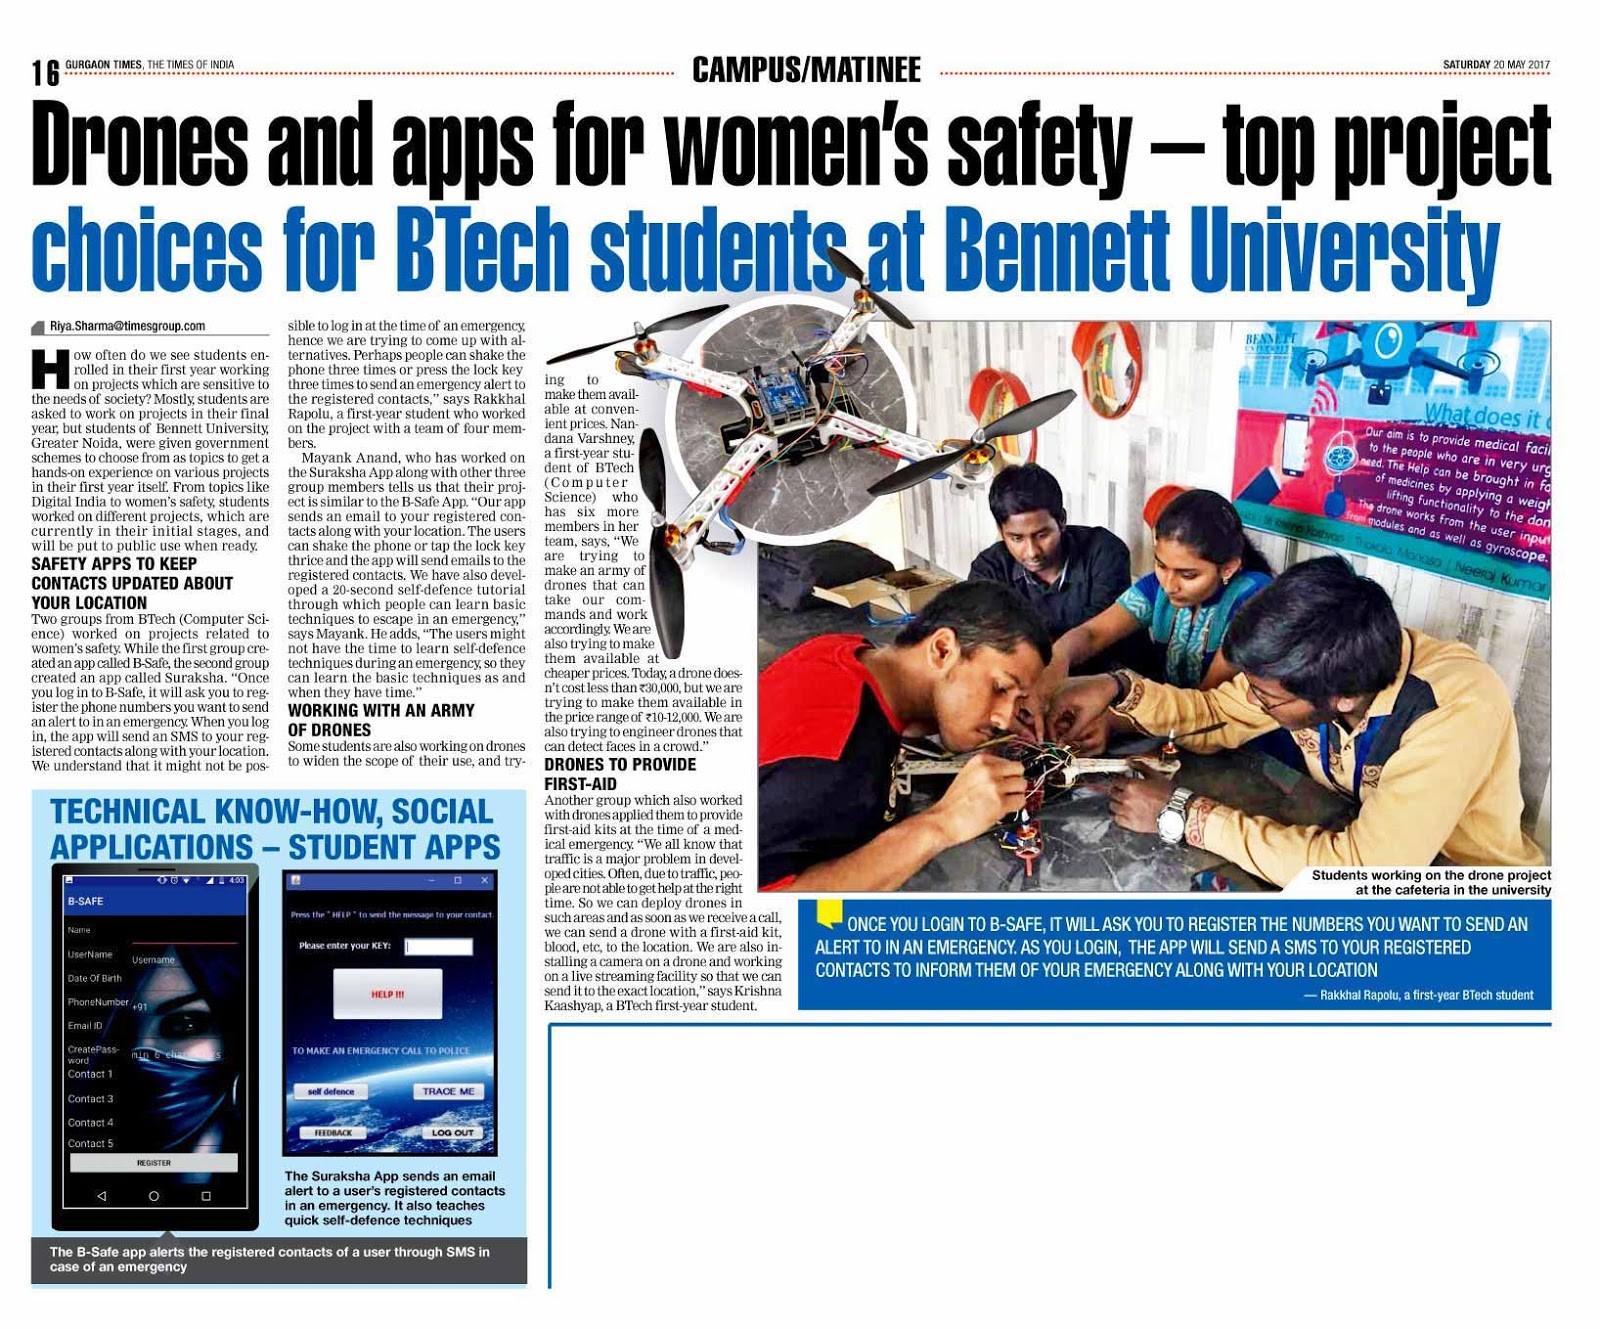 16 GURGAON TIMES, THE TIMES OF INDIA
CAMPUS/MATINEE
SATURDAY 20 MAY 2017
Drones and apps for women's safety – top project
choices for BTech students at Bennett University
Riya.Sharma@timesgroup.com
How often do we see students en-
rolled in their first year working
on projects which are sensitive to
the needs of society? Mostly, students are
asked to work on projects in their final
year, but students of Bennett University,
Greater Noida, were given government
schemes to choose from as topics to get a
hands-on experience on various projects
in their first year itself. From topics like
Digital India to women's safety, students
worked on different projects, which are
currently in their initial stages, and
will be put to public use when ready.
SAFETY APPS TO KEEP
CONTACTS UPDATED ABOUT
YOUR LOCATION
Two groups from BTech (Computer Sci-
ence) worked on projects related to
women's safety. While the first group cre-
ated an app called B-Safe, the second group
created an app called Suraksha. “Once
you log in to B-Safe, it will ask you to reg-
ister the phone numbers you want to send
an alert to in an emergency. When you log
in, the app will send an SMS to your reg-
istered contacts along with your location.
We understand that it might not be pos-
sible to log in at the time of an emergency,
hence we are trying to come up with al-
ternatives. Perhaps people can shake the
phone three times or press the lock key
three times to send an emergency alert to
the registered contacts,” says Rakkhal
Rapolu, a first-year student who worked
on the project with a team of four mem-
bers.
Mayank Anand, who has worked on
the Suraksha App along with other three
group members tells us that their proj-
ect is similar to the B-Safe App. “Our app
sends an email to your registered con-
tacts along with your location. The users
can shake the phone or tap the lock key
thrice and the app will send emails to the
registered contacts. We have also devel-
oped a 20-second self-defence tutorial
through which people can learn basic
techniques to escape in an emergency,”
says Mayank. He adds, “The users might
not have the time to learn self-defence
techniques during an emergency, so they
can learn the basic techniques as and
when they have time.”
WORKING WITH AN ARMY
OF DRONES
Some students are also working on drones
to widen the scope of their use, and try-
ing to
make them avail-
able at conven-
ient prices. Nan-
dana Varshney,
a first-year stu-
dent of BTech
(Computer
Science) who
has six more
members in her
team, says, “We
are trying to
make an army of
drones that can
take our com-
mands and work
accordingly. We are
also trying to make
them available at
cheaper prices. Today, a drone does-
n't cost less than ₹30,000, but we are
trying to make them available in
the price range of ₹10-12,000. We are
also trying to engineer drones that
can detect faces in a crowd.”
DRONES TO PROVIDE
FIRST-AID
Another group which also worked
with drones applied them to provide
first-aid kits at the time of a med-
ical emergency. “We all know that
traffic is a major problem in devel-
oped cities. Often, due to traffic, peo-
ple are not able to get help at the right
time. So we can deploy drones in
such areas and as soon as we receive a call,
we can send a drone with a first-aid kit,
blood, etc, to the location. We are also in-
stalling a camera on a drone and working
on a live streaming facility so that we can
send it to the exact location,” says Krishna
Kaashyap, a BTech first-year student.
BENNETT
UNIVERSITY
What does it
Our aim is to provide medical facil
to the people who are in very urg
need. The Help can be brought in fo
of medicines by applying a weigh
lifting functionality to the
The drone works from the user input
from modules and as well as gyroscope.
Thokala Manasa | Neeraj Kumar
Students working on the drone project
at the cafeteria in the university
ONCE YOU LOGIN TO B-SAFE, IT WILL ASK YOU TO REGISTER THE NUMBERS YOU WANT TO SEND AN
ALERT TO IN AN EMERGENCY. AS YOU LOGIN, THE APP WILL SEND A SMS TO YOUR REGISTERED
CONTACTS TO INFORM THEM OF YOUR EMERGENCY ALONG WITH YOUR LOCATION
— Rakkhal Rapolu, a first-year BTech student
TECHNICAL KNOW-HOW, SOCIAL
APPLICATIONS – STUDENT APPS
4:03
B-SAFE
Name
UserName Username
Date Of Birth
PhoneNumber +91
Email ID
CreatePass-
word min 6
Contact 1
Contact 3
Contact 4
Contact 5
REGISTER
Press the " HELP " to send the message to your contact
Please enter your KEY:
HELP !!!
TO MAKE AN EMERGENCY CALL TO POLICE
self defence TRACE ME
FEEDBACK LOG OUT
The Suraksha App sends an email
alert to a user's registered contacts
in an emergency. It also teaches
quick self-defence techniques
The B-Safe app alerts the registered contacts of a user through SMS in
case of an emergency